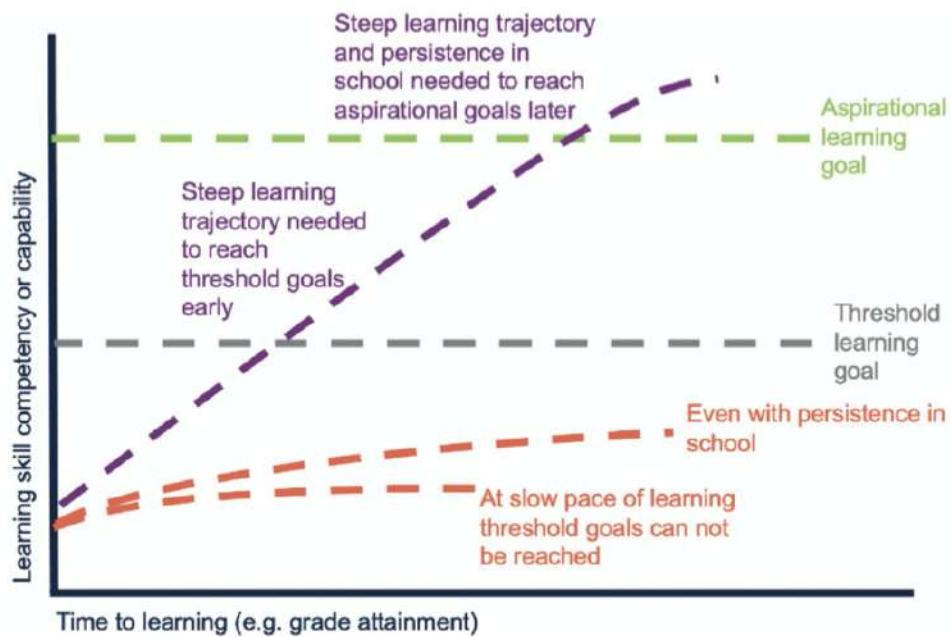 Steep learning trajectory
and persistence in
school needed to reach
aspirational goals later
Aspirational
learning
goal
Steep learning
trajectory needed
to reach
threshold goals
early
Threshold
learning
goal
Even with persistence in
school
At slow pace of learning
threshold goals can not
be reached
Learning skill competency or capability
Time to learning (e.g. grade attainment)